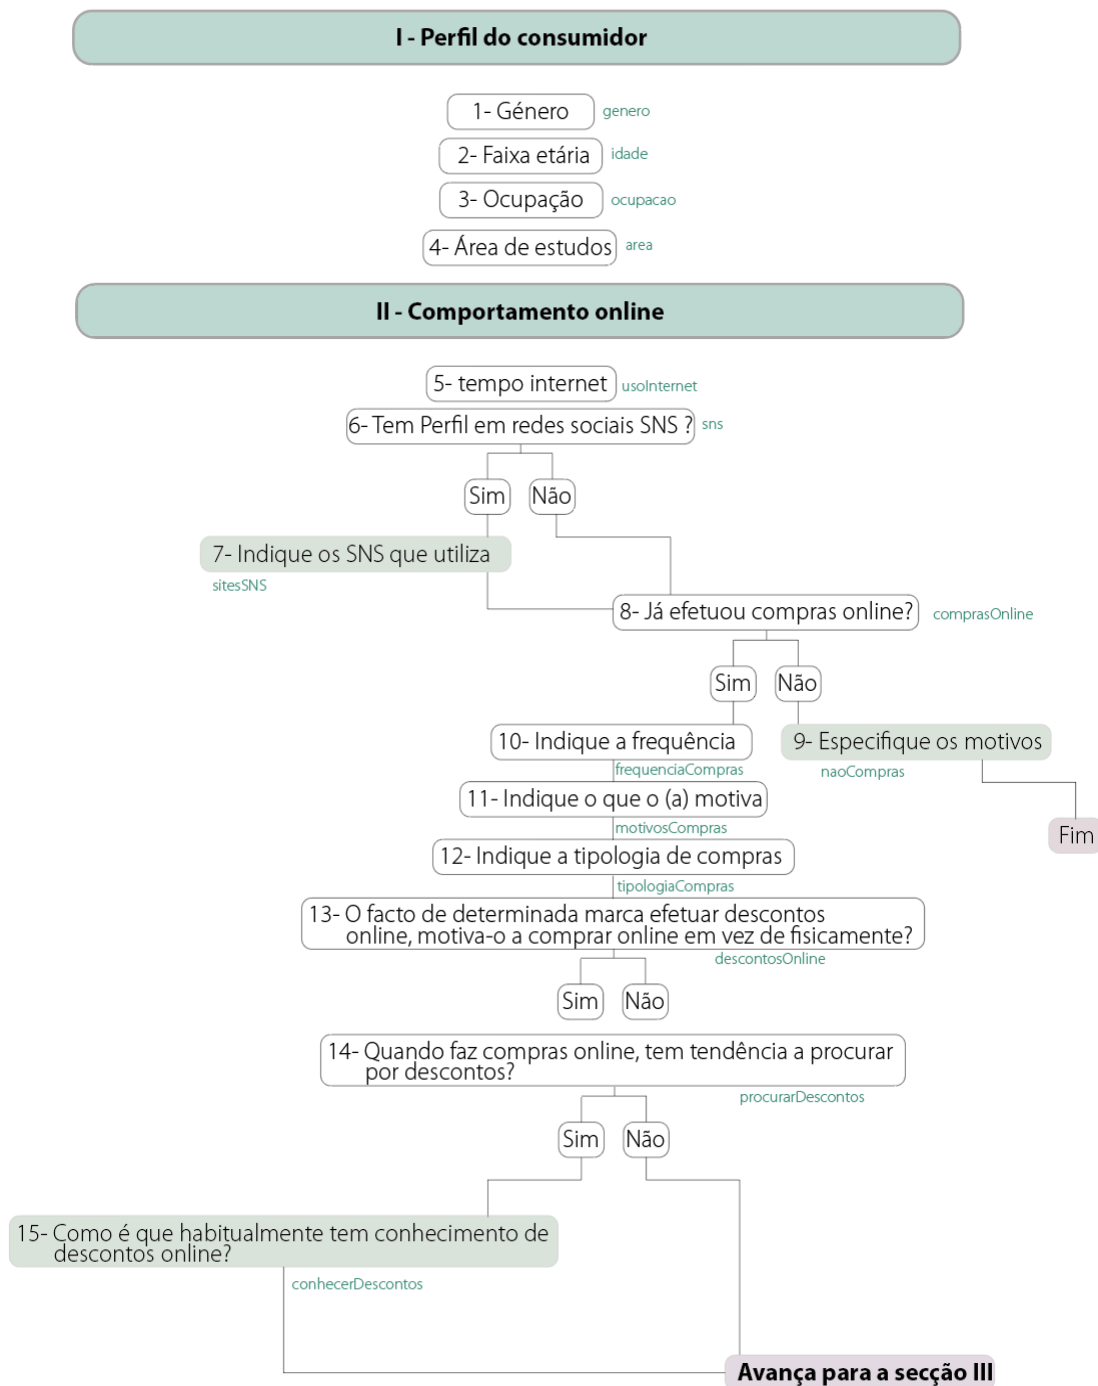 I - Perfil do consumidor
1- Género genero
2- Faixa etária idade
3- Ocupação ocupacao
4- Área de estudos area
II - Comportamento online
5- tempo internet usoInternet
6- Tem Perfil em redes sociais SNS ? sns
Sim Não
7- Indique os SNS que utiliza
sitesSNS
8- Já efetuou compras online? comprasOnline
Sim Não
10- Indique a frequência 9- Especifique os motivos
frequenciaCompras naoCompras
11- Indique o que o (a) motiva
motivosCompras
Fim
12- Indique a tipologia de compras
tipologiaCompras
13- O facto de determinada marca efetuar descontos
online, motiva-o a comprar online em vez de fisicamente?
descontosOnline
Sim Não
14- Quando faz compras online, tem tendência a procurar
por descontos?
procurarDescontos
Sim Não
15- Como é que habitualmente tem conhecimento de
descontos online?
conhecerDescontos
Avança para a secção III